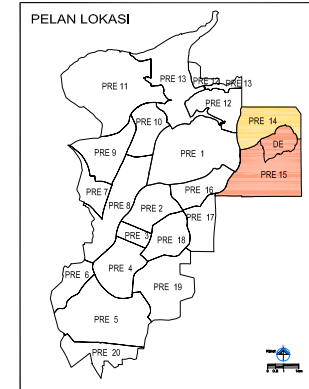 PELAN LOKASI
PRE 13
PRE 14
PRE 13
PRE 11
PRE 12
PRE 10
PRE 14
DE
PRE 9
PRE 1
PRE 15
PRE 7
PRE 16
PRE 8
PRE 2
PRE 17
PRE 3
PRE 18
PRE 4
PRE 6
PRE 19
PRE 5
PRE 20